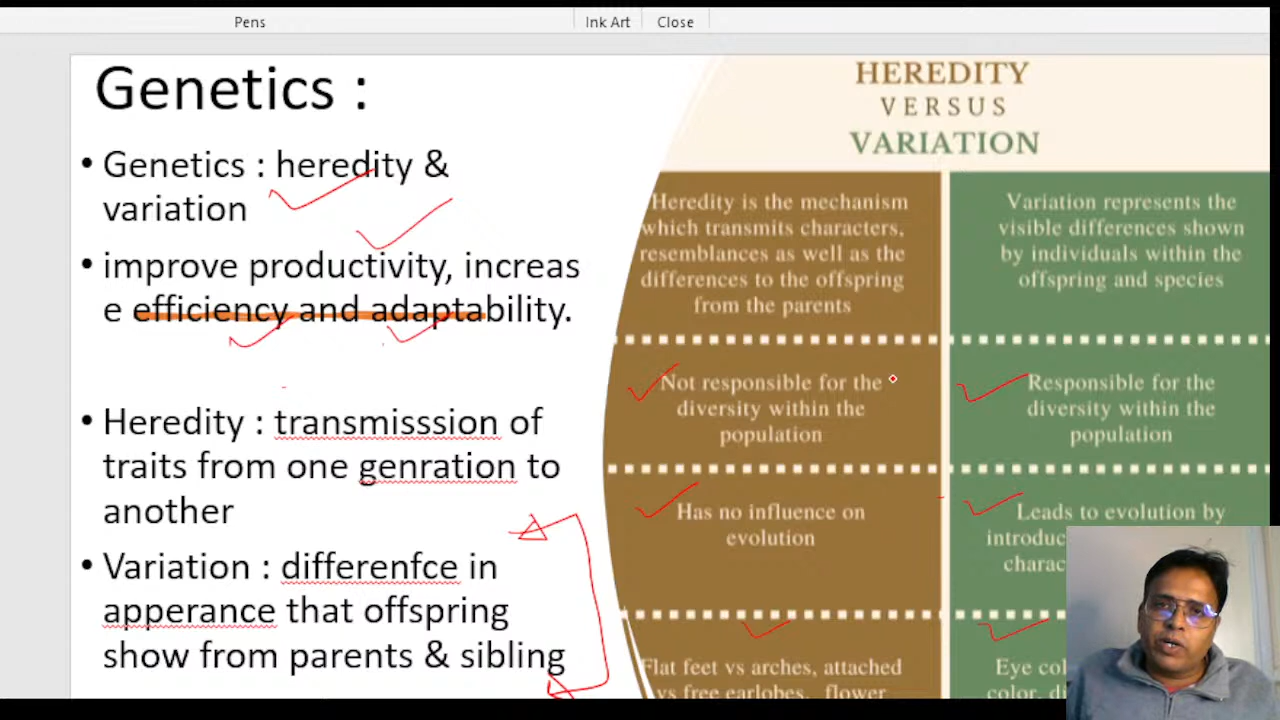 Pens
Ink Art
Close
Genetics :
• Genetics : heredity &
variation
• improve productivity, increas
e efficiency and adaptability.
• Heredity : transmisssion of
traits from one genration to
another
• Variation : differenfce in
apperance that offspring
show from parents & sibling
HEREDITY
VERSUS
VARIATION
Heredity is the mechanism
which transmits characters,
resemblances as well as the
differences to the offspring
from the parents
Not responsible for the
diversity within the
population
Has no influence on
evolution
Flat feet vs arches, attached
vs free earlobes, flower
Variation represents the
visible differences shown
by individuals within the
offspring and species
Responsible for the
diversity within the
population
Leads to evolution by